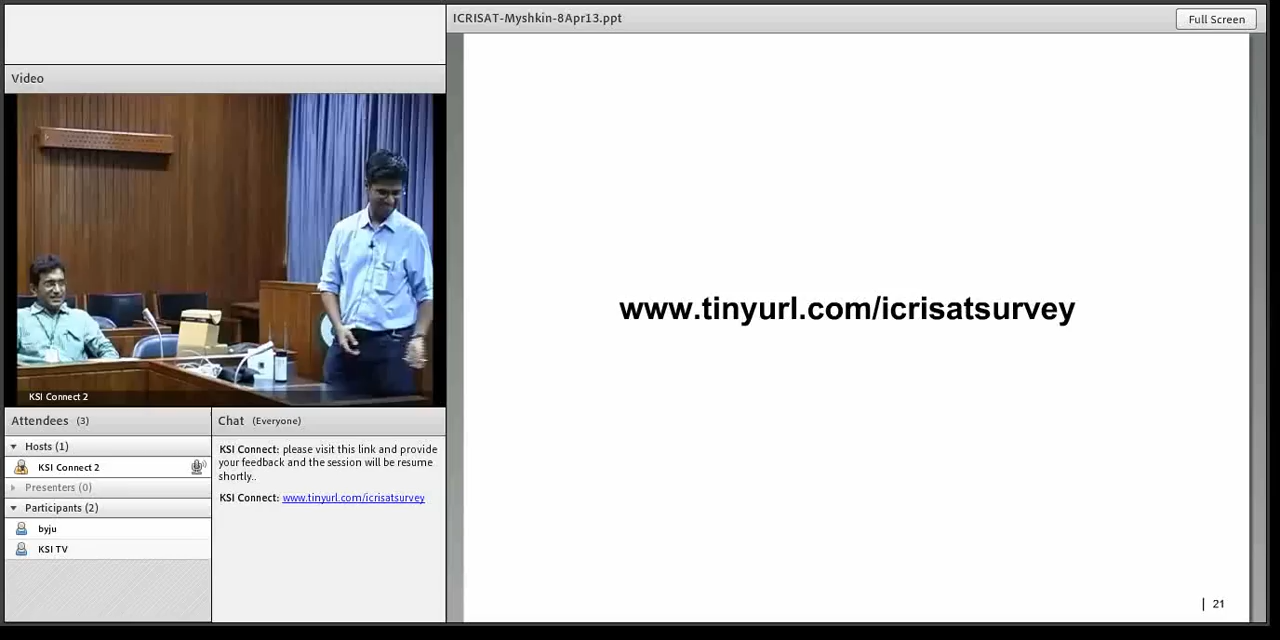 ICRISAT-Myshkin-8Apr13.ppt
Full Screen
Video
KSI Connect 2
Attendees (3)
Hosts (1)
KSI Connect 2
Presenters (0)
Participants (2)
byju
KSI TV
Chat (Everyone)
KSI Connect: please visit this link and provide
your feedback and the session will be resume
shortly..
KSI Connect: www.tinyurl.com/icrisatsurvey
www.tinyurl.com/icrisatsurvey
| 21